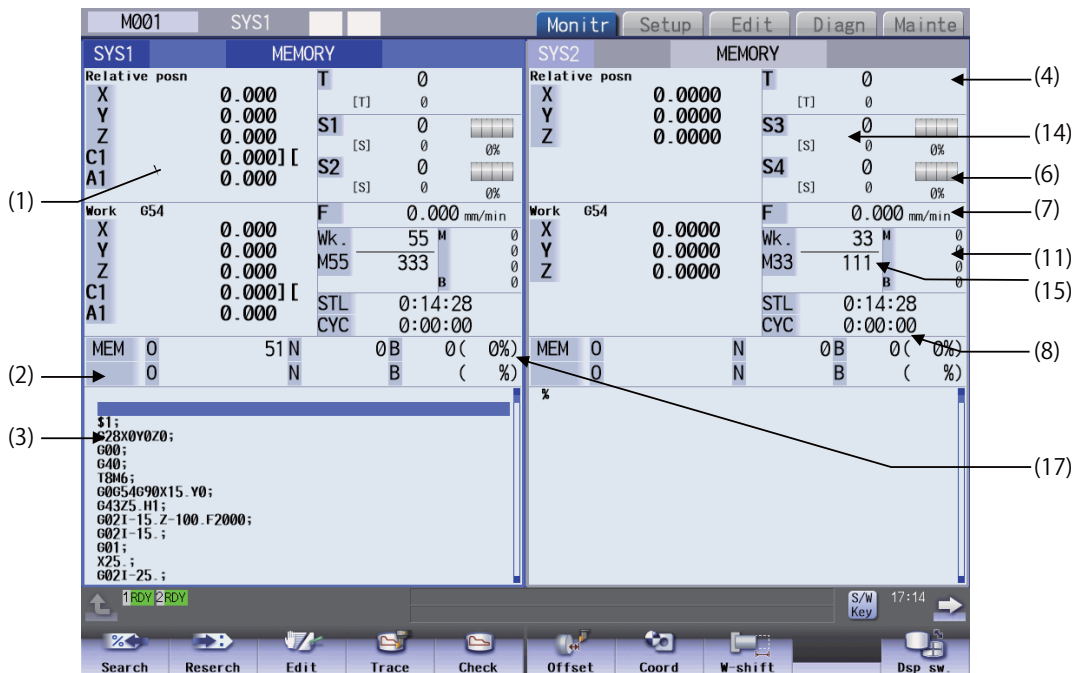 M001 SYS1 Monitr Setup Edit Diagn Mainte
SYS1 MEMORY
Relative posn
X 0.000
Y 0.000
Z 0.000
C1 0.000][
A1 0.000
T 0
[T] 0
S1 0
[S] 0 0%
S2 0
[S] 0 0%
Work G54
X 0.000
Y 0.000
Z 0.000
C1 0.000][
A1 0.000
F 0.000 mm/min
Wk. 55 M 0
0
M55 333 0
B 0
STL 0:14:28
CYC 0:00:00
MEM O 51 N 0 B 0( 0%)
O N B ( %)
$1;
G28X0Y0Z0;
G00;
G40;
T8M6;
G0G54G90X15.Y0;
G43Z5.H1;
G02I-15.Z-100.F2000;
G02I-15.;
G01;
X25.;
G02I-25.;
SYS2 MEMORY
Relative posn
X 0.0000
Y 0.0000
Z 0.0000
T 0
[T] 0
S3 0
[S] 0 0%
S4 0
[S] 0 0%
Work G54
X 0.0000
Y 0.0000
Z 0.0000
F 0.000 mm/min
Wk. 33 M 0
0
M33 111 0
B 0
STL 0:14:28
CYC 0:00:00
MEM O N 0 B 0( 0%)
O N B ( %)
%
1RDY 2RDY S/W Key 17:14
Search Reserch Edit Trace Check Offset Coord W-shift Dsp sw.
(1)
(2)
(3)
(4)
(14)
(6)
(7)
(11)
(15)
(8)
(17)